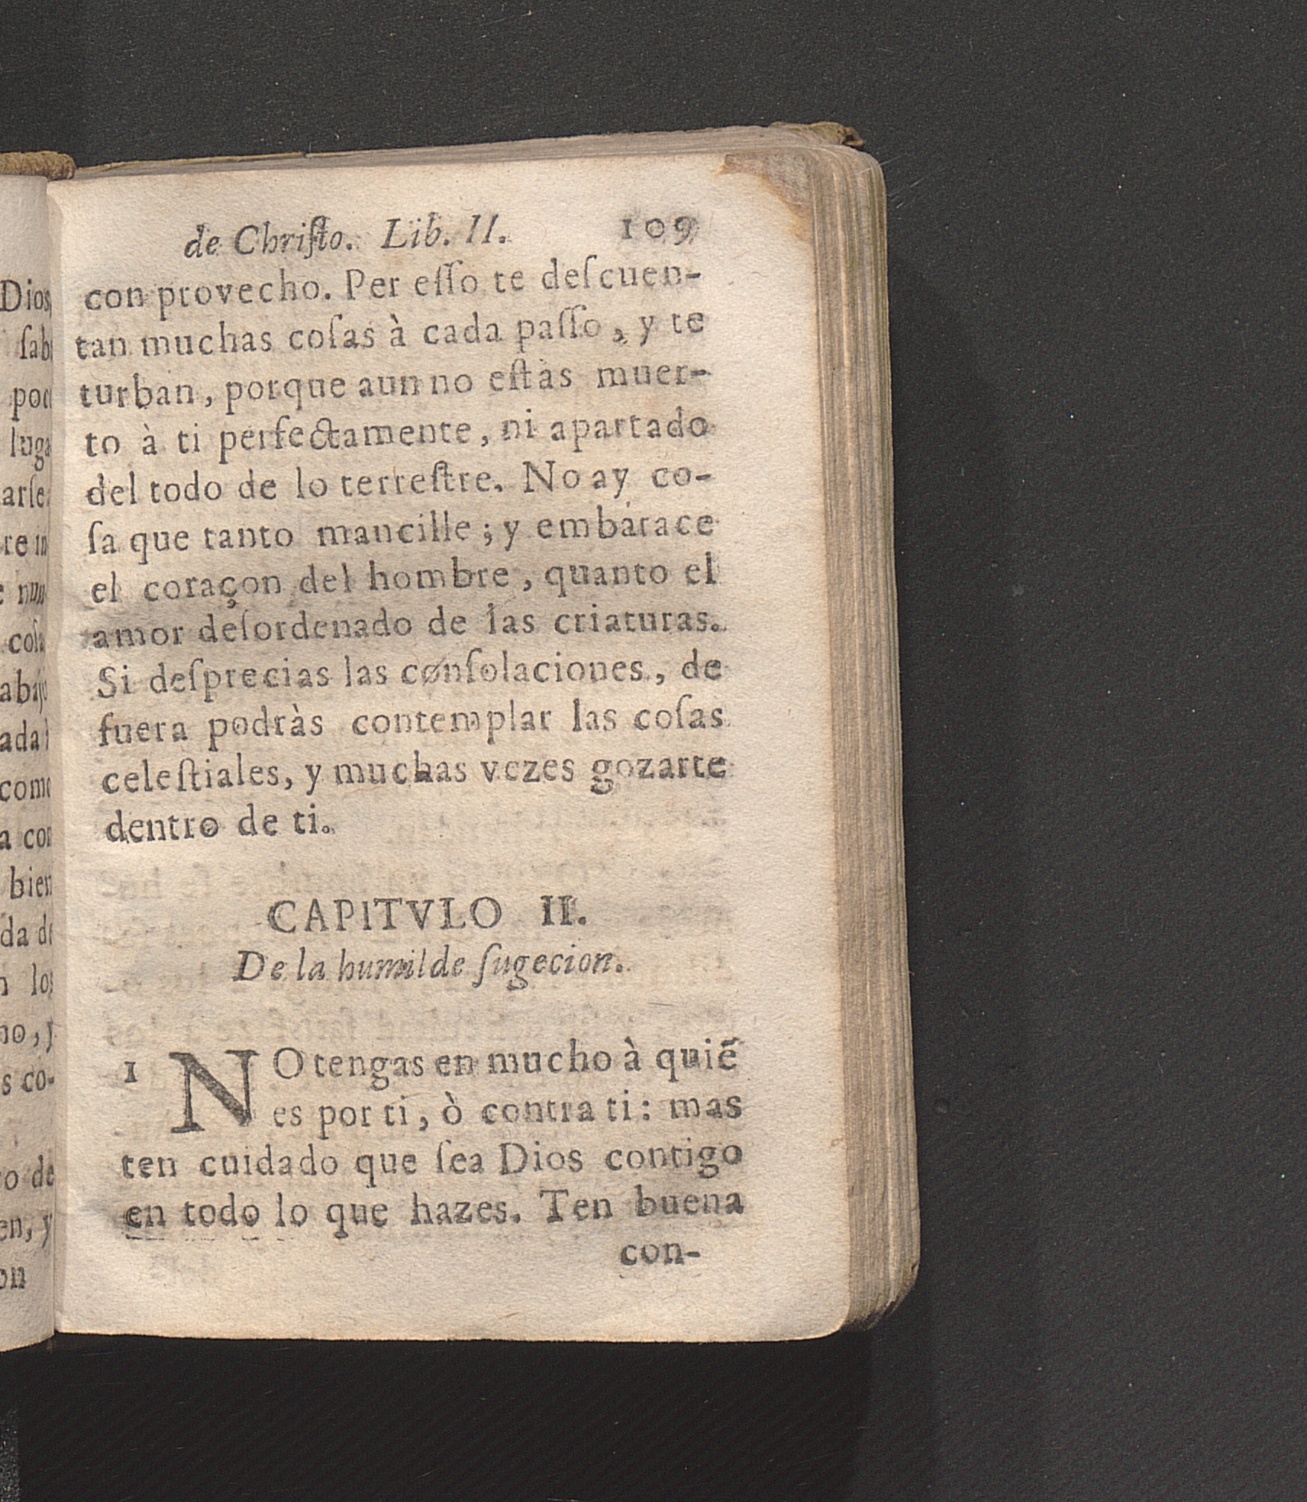 de Chriſto. Lib. II. 109
con provecho. Per eſſo te deſcuen-
tan muchas coſas à cada paſſo, y te
turban, porque aun no eſtàs muer-
to à ti perfectamente, ni apartado
del todo de lo terreſtre. No ay co-
ſa que tanto mancille; y embarace
el coraçon del hombre, quanto el
amor deſordenado de las criaturas.
Si deſprecias las conſolaciones, de
fuera podràs contemplar las coſas
celeſtiales, y muchas vezes gozarte
dentro de ti.
CAPITVLO II.
De la humilde ſugecion.
1 NO tengas en mucho à quiẽ
es por ti, ò contra ti: mas
ten cuidado que ſea Dios contigo
en todo lo que hazes. Ten buena
con-